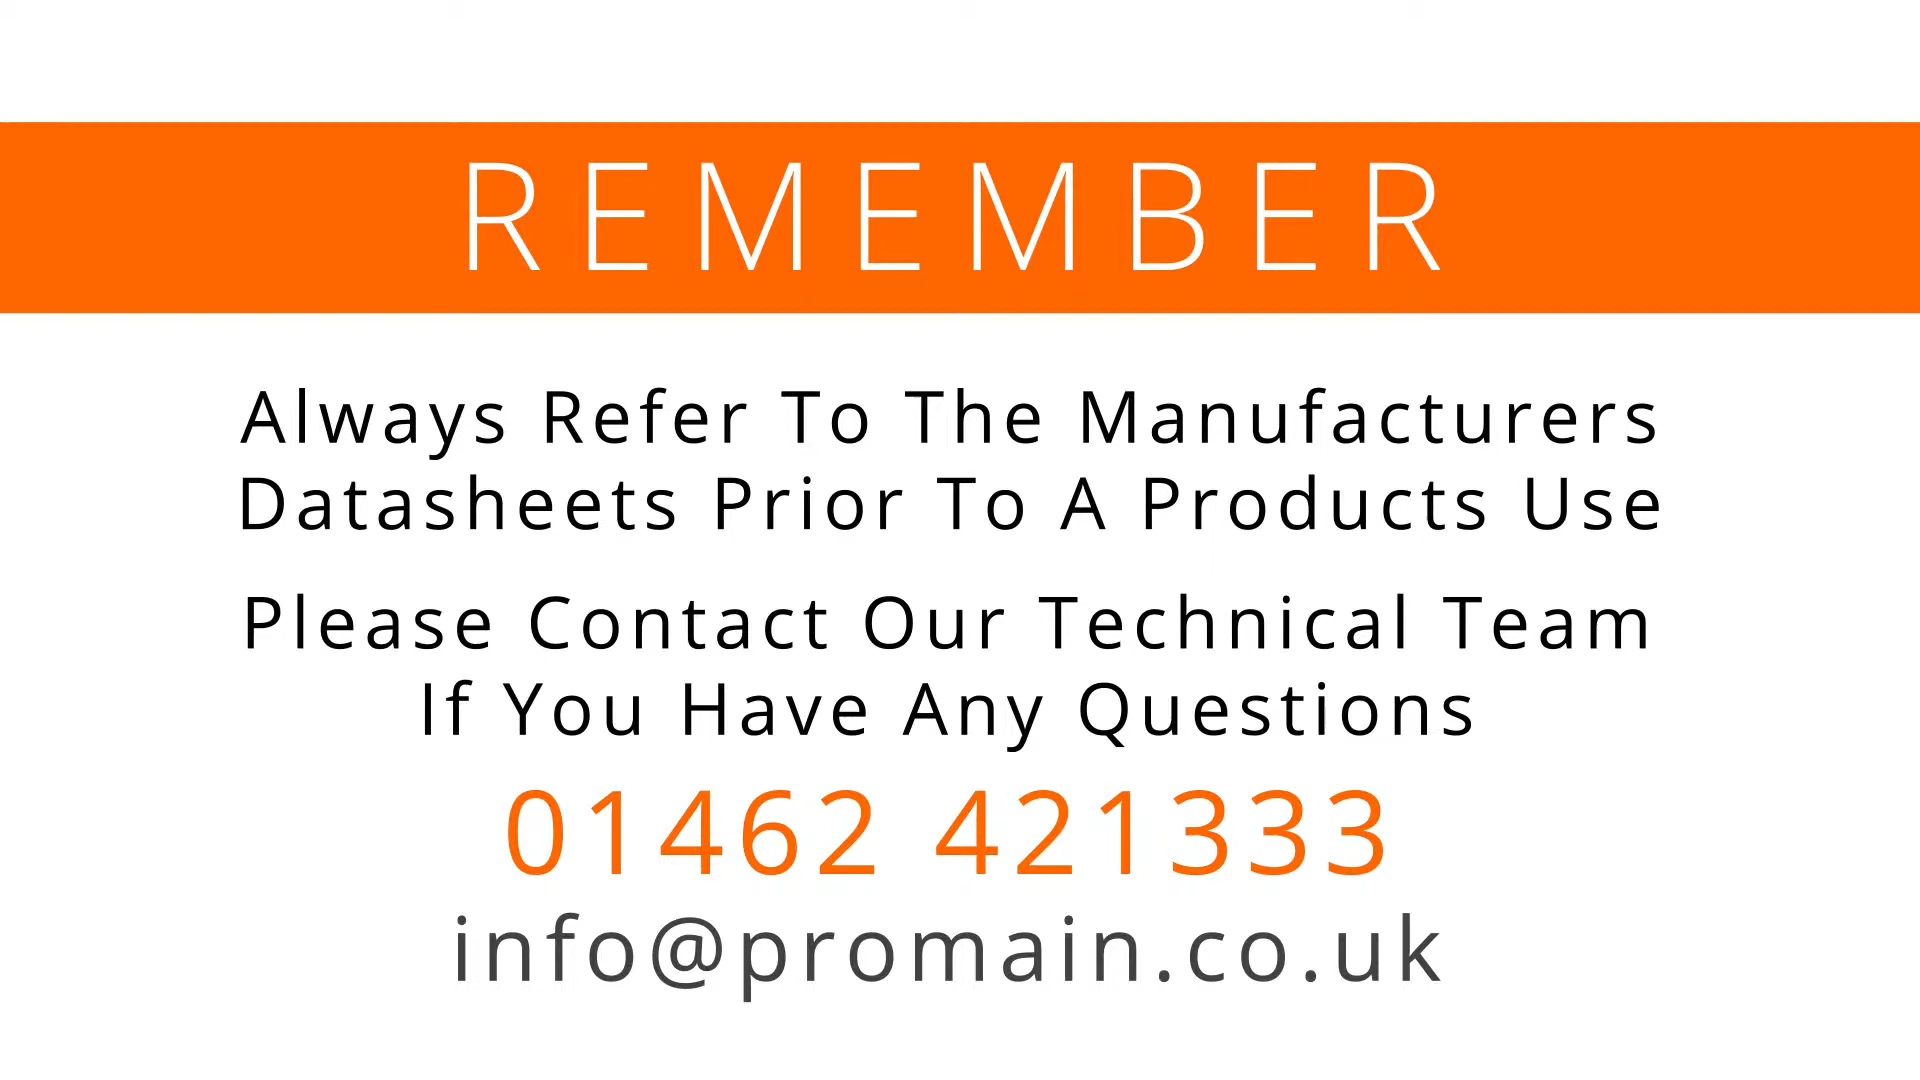 REMEMBER
Always Refer To The Manufacturers
Datasheets Prior To A Products Use
Please Contact Our Technical Team
If You Have Any Questions
01462 421333
info@promain.co.uk